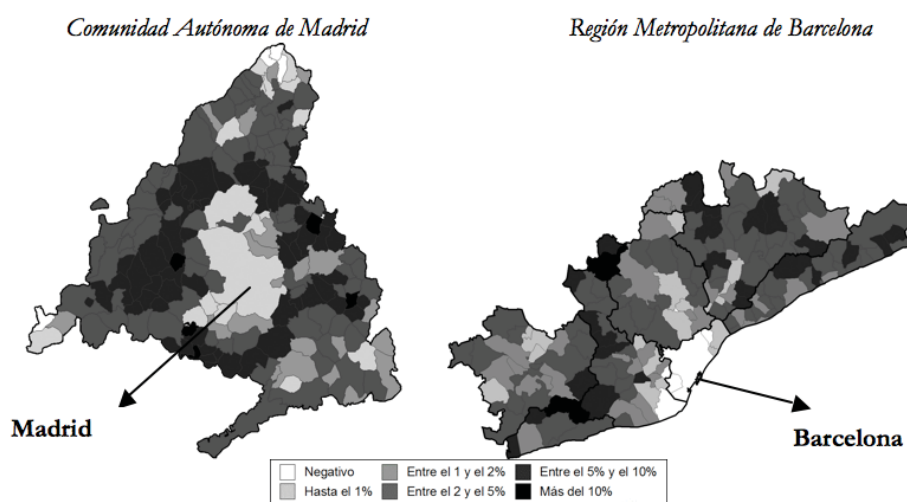 Comunidad Autónoma de Madrid
Región Metropolitana de Barcelona
Madrid
Barcelona
Negativo
Entre el 1 y el 2%
Entre el 5% y el 10%
Hasta el 1%
Entre el 2 y el 5%
Más del 10%